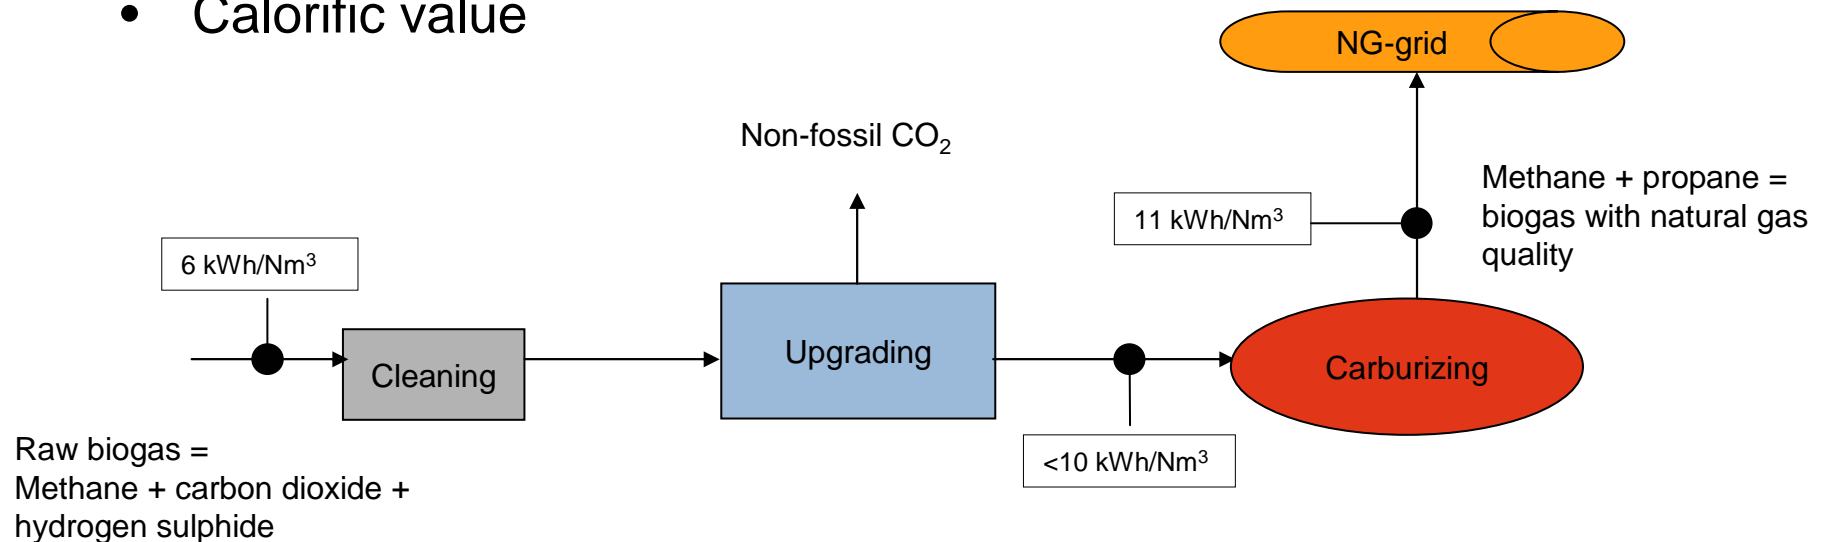 • Calorific value
NG-grid
Non-fossil CO₂
Methane + propane =
biogas with natural gas
quality
11 kWh/Nm³
6 kWh/Nm³
Cleaning
Upgrading
Carburizing
<10 kWh/Nm³
Raw biogas =
Methane + carbon dioxide +
hydrogen sulphide